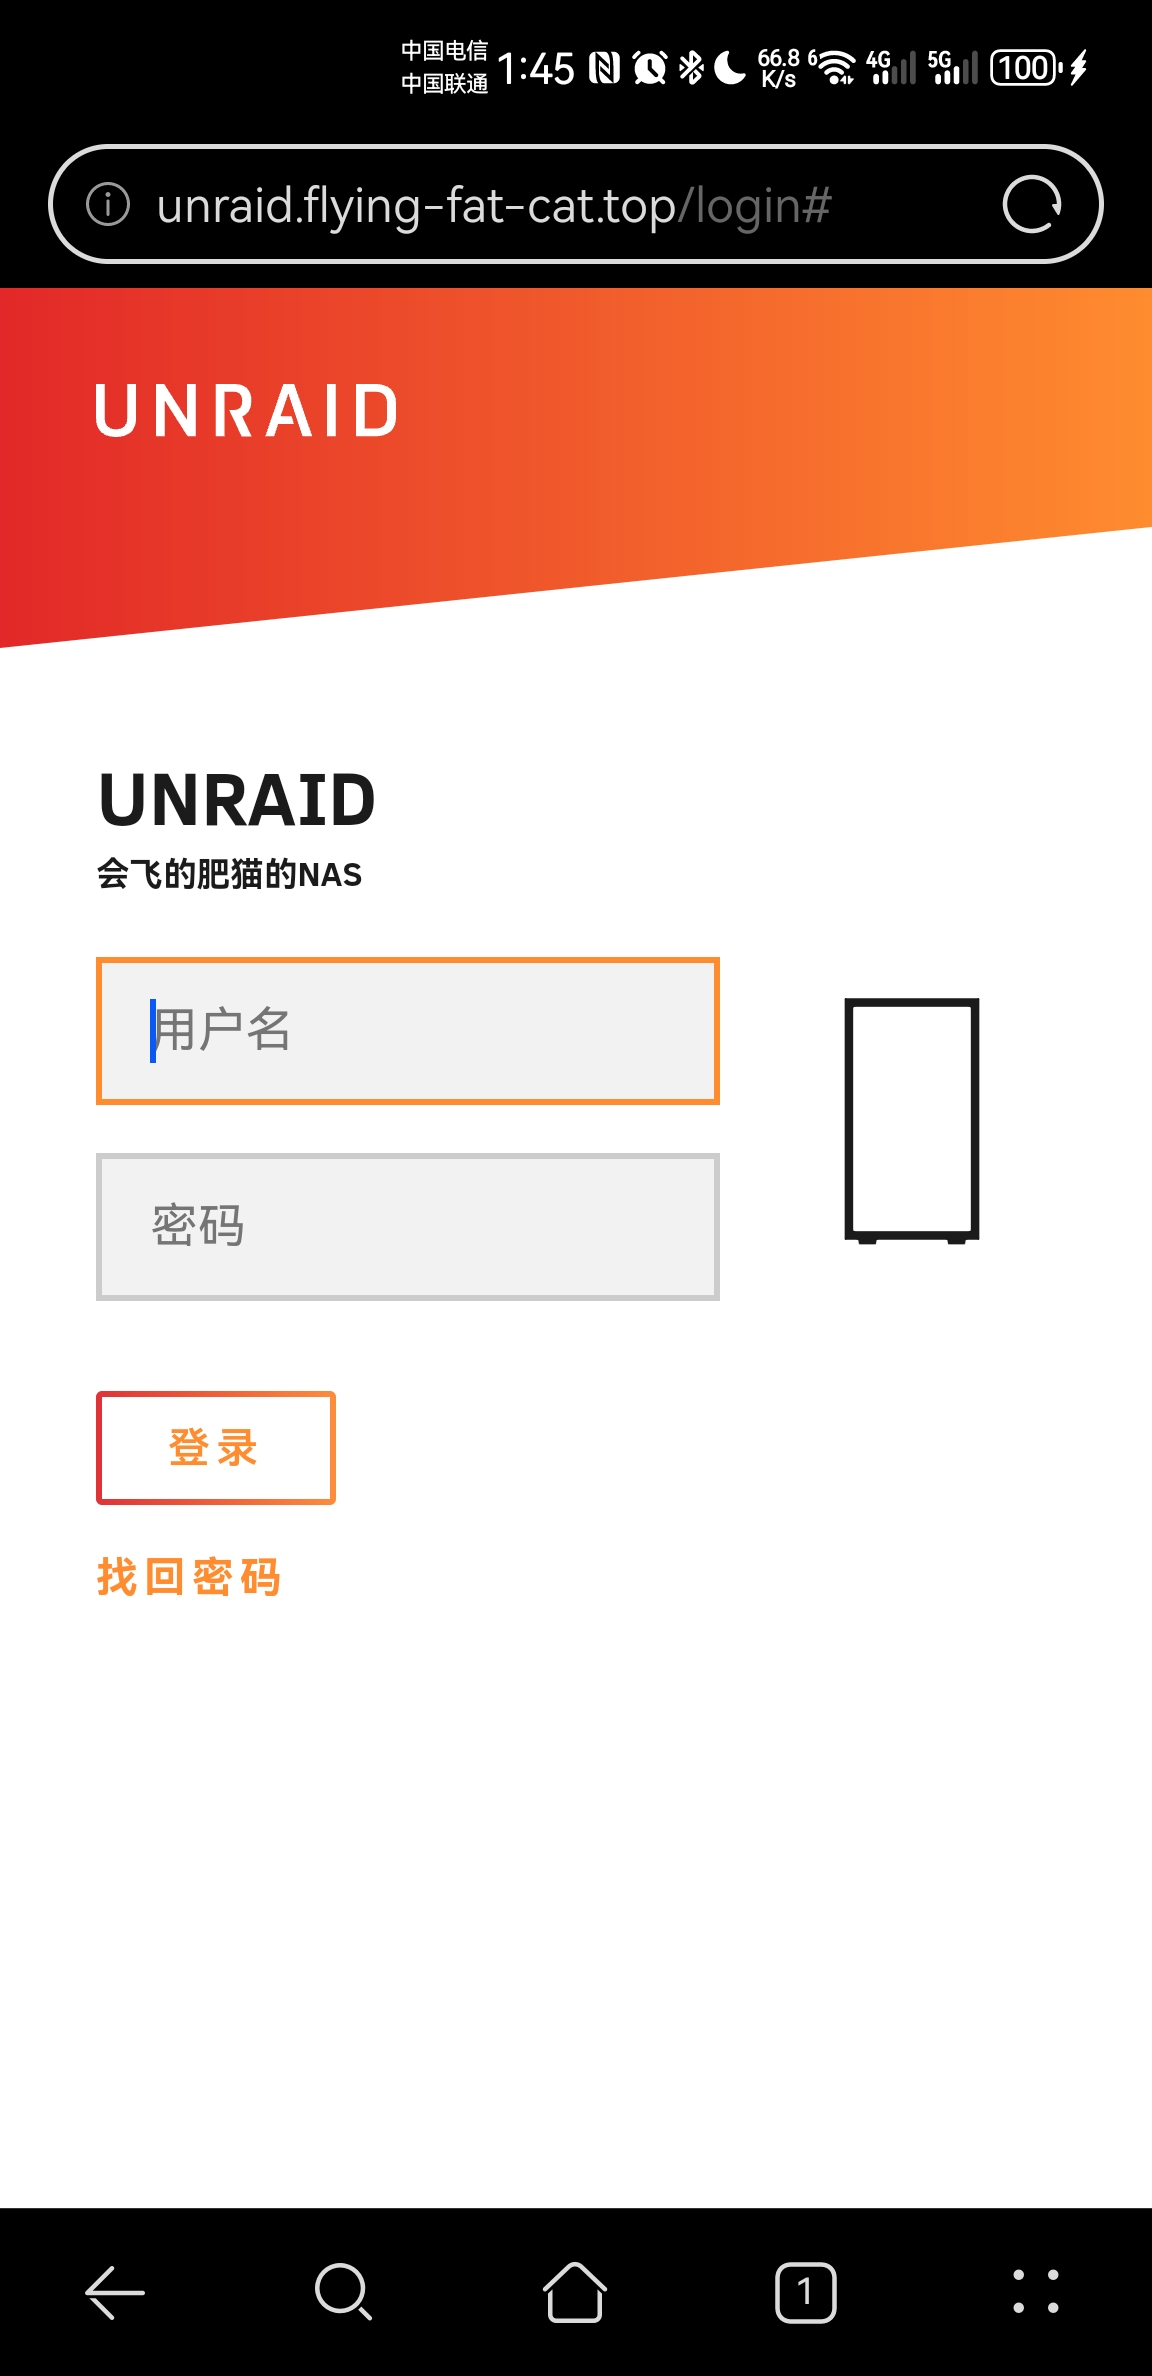 中国电信
中国联通
1:45
66.8
K/s
6
4G
5G
100
unraid.flying-fat-cat.top/login#
UNRAID
UNRAID
会飞的肥猫的NAS
用户名
密码
登录
找回密码
1